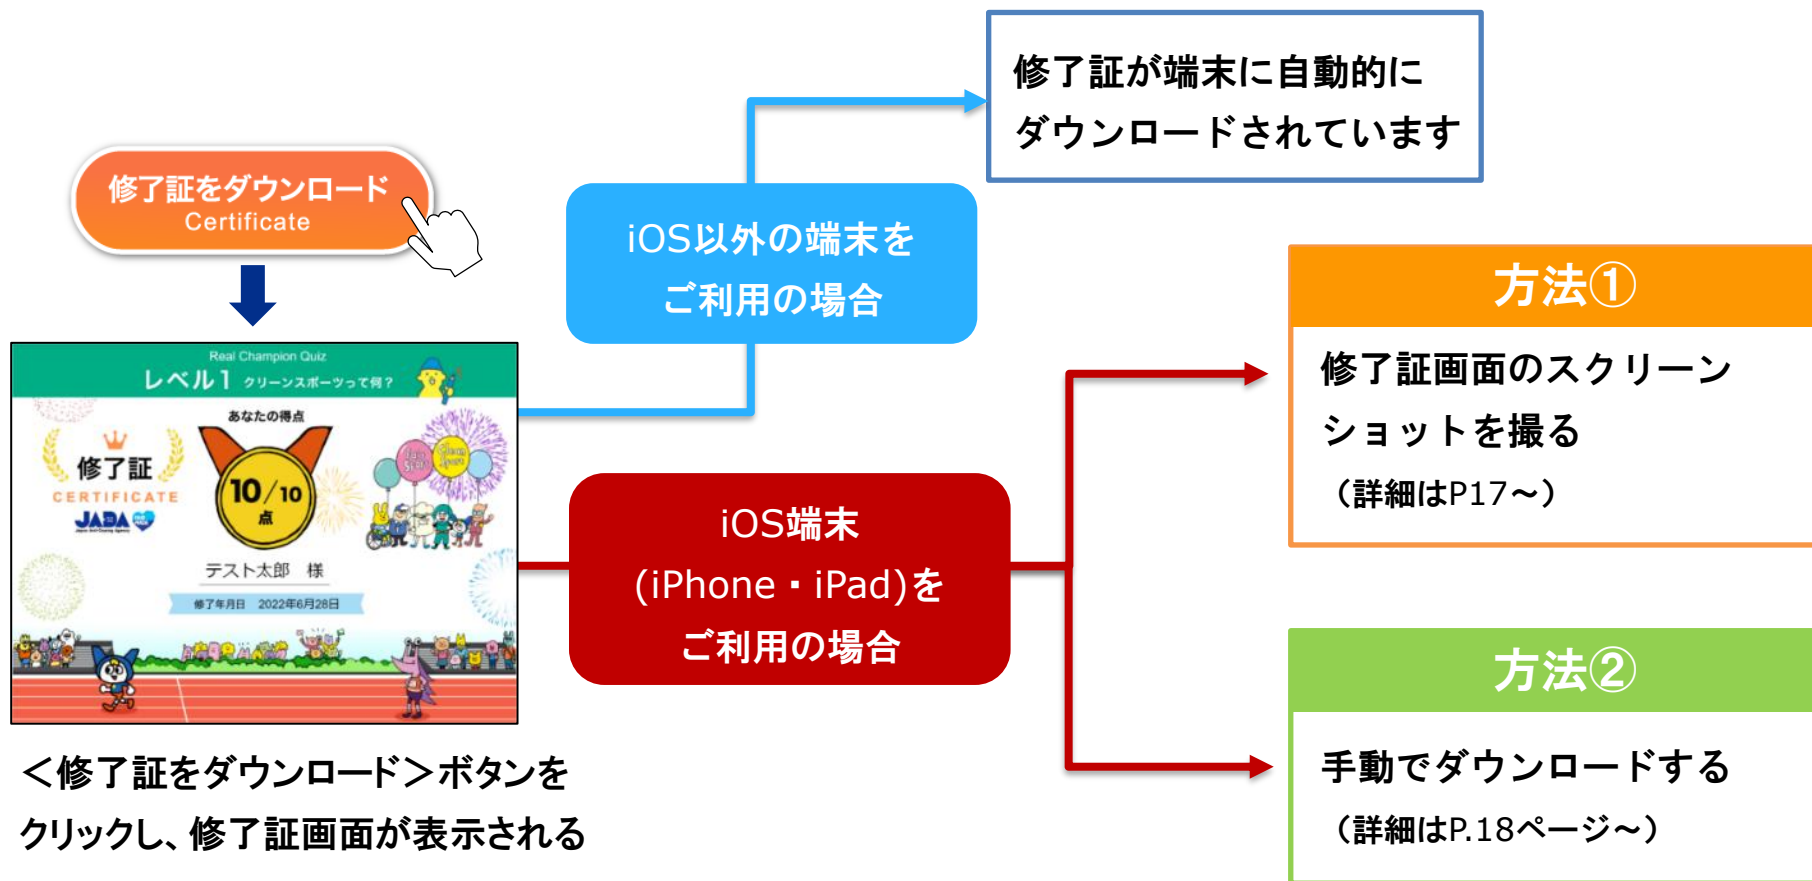 修了証をダウンロード
Certificate
Real Champion Quiz
レベル1 クリーンスポーツって何？
あなたの得点
修了証
CERTIFICATE
JADA
10/10
点
テスト太郎 様
修了年月日 2022年6月28日
＜修了証をダウンロード＞ボタンを
クリックし、修了証画面が表示される
iOS以外の端末を
ご利用の場合
修了証が端末に自動的に
ダウンロードされています
iOS端末
(iPhone・iPad)を
ご利用の場合
方法①
修了証画面のスクリーン
ショットを撮る
（詳細はP17～）
方法②
手動でダウンロードする
（詳細はP.18ページ～）